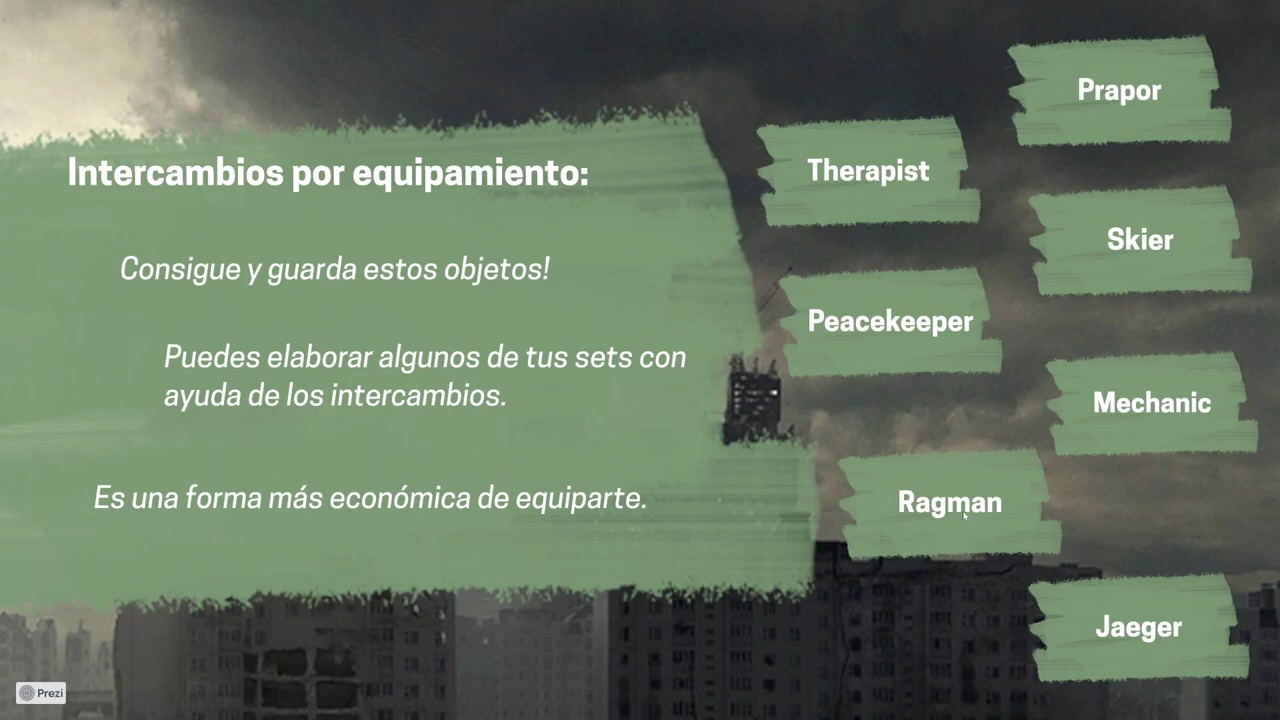 Intercambios por equipamiento:
Consigue y guarda estos objetos!
Puedes elaborar algunos de tus sets con
ayuda de los intercambios.
Es una forma más económica de equiparte.
Prapor
Therapist
Skier
Peacekeeper
Mechanic
Ragman
Jaeger
Prezi